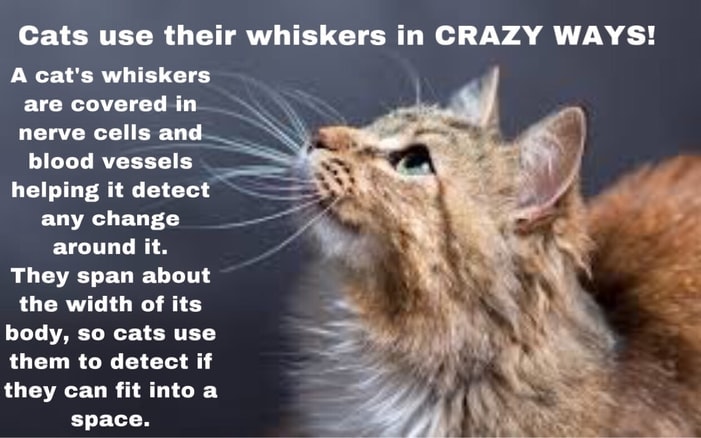 Cats use their whiskers in CRAZY WAYS!
A cat's whiskers
are covered in
nerve cells and
blood vessels
helping it detect
any change
around it.
They span about
the width of its
body, so cats use
them to detect if
they can fit into a
space.